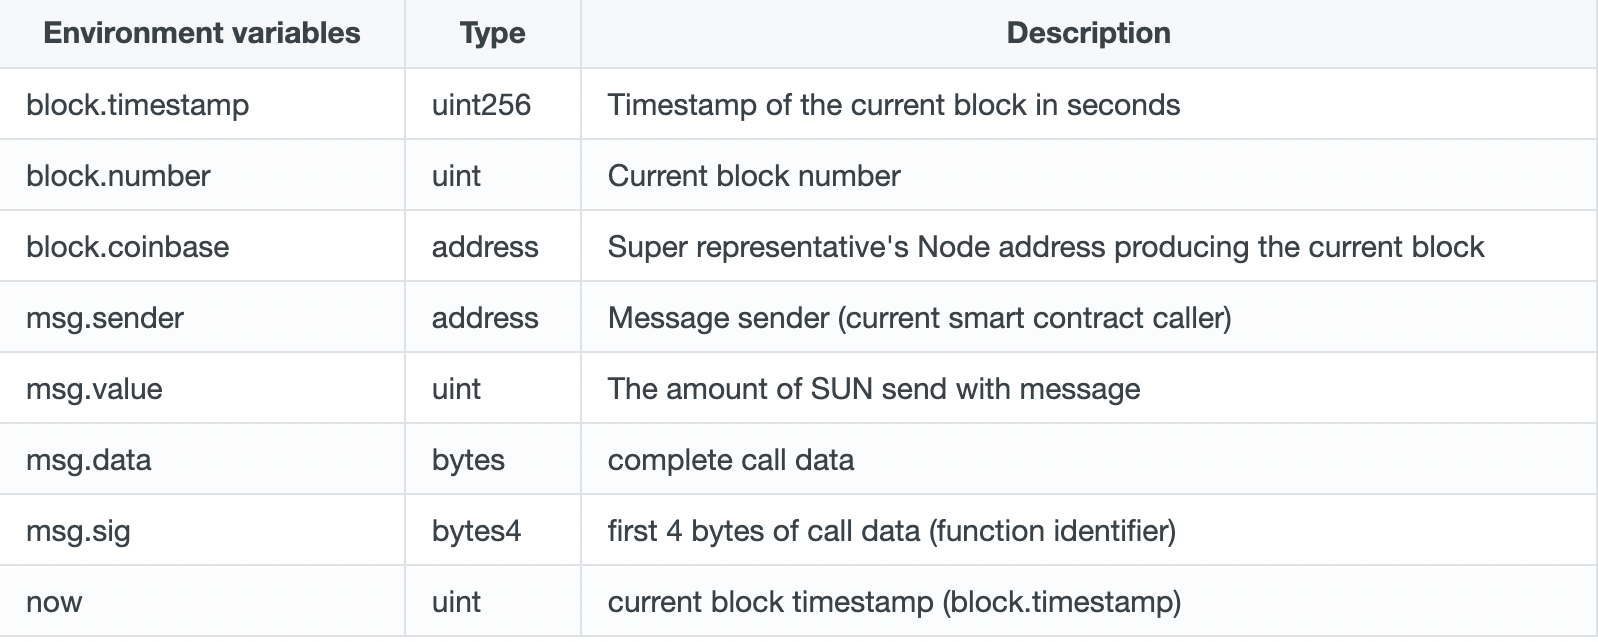 Environment variables Type Description
block.timestamp uint256 Timestamp of the current block in seconds
block.number uint Current block number
block.coinbase address Super representative's Node address producing the current block
msg.sender address Message sender (current smart contract caller)
msg.value uint The amount of SUN send with message
msg.data bytes complete call data
msg.sig bytes4 first 4 bytes of call data (function identifier)
now uint current block timestamp (block.timestamp)